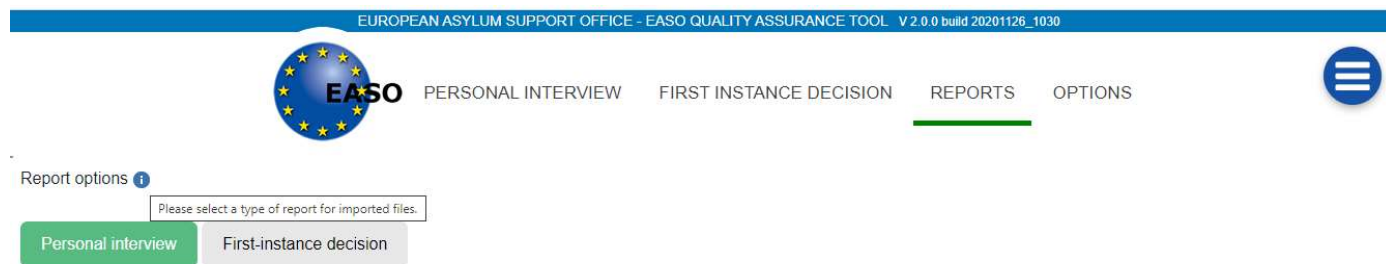 EUROPEAN ASYLUM SUPPORT OFFICE - EASO QUALITY ASSURANCE TOOL V 2.0.0 build 20201126_1030
EASO PERSONAL INTERVIEW FIRST INSTANCE DECISION REPORTS OPTIONS
Report options i
Please select a type of report for imported files.
Personal interview First-instance decision